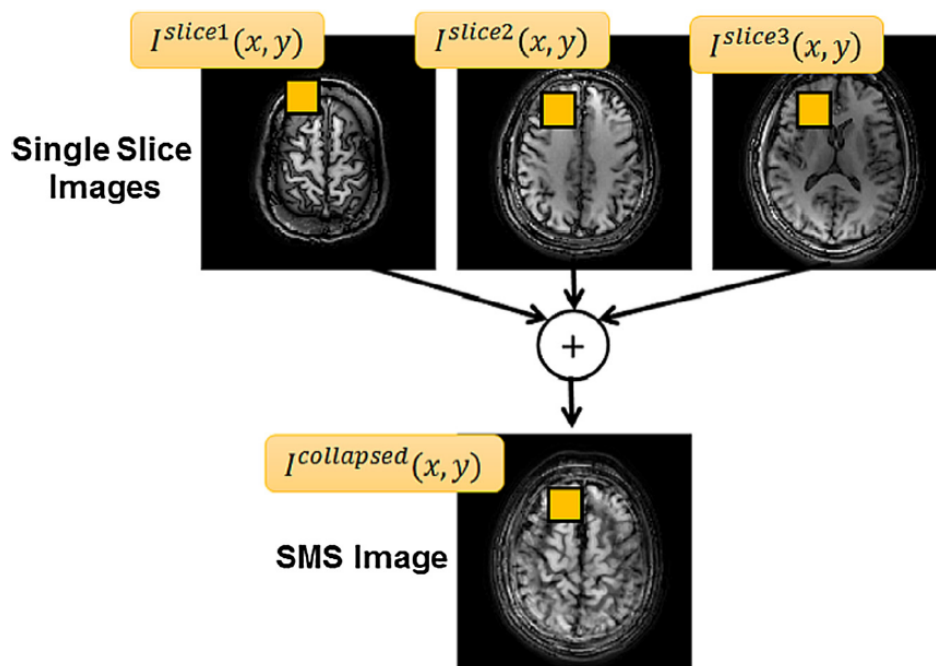 I^{slice1}(x, y)
I^{slice2}(x, y)
I^{slice3}(x, y)
Single Slice
Images
+
I^{collapsed}(x, y)
SMS Image